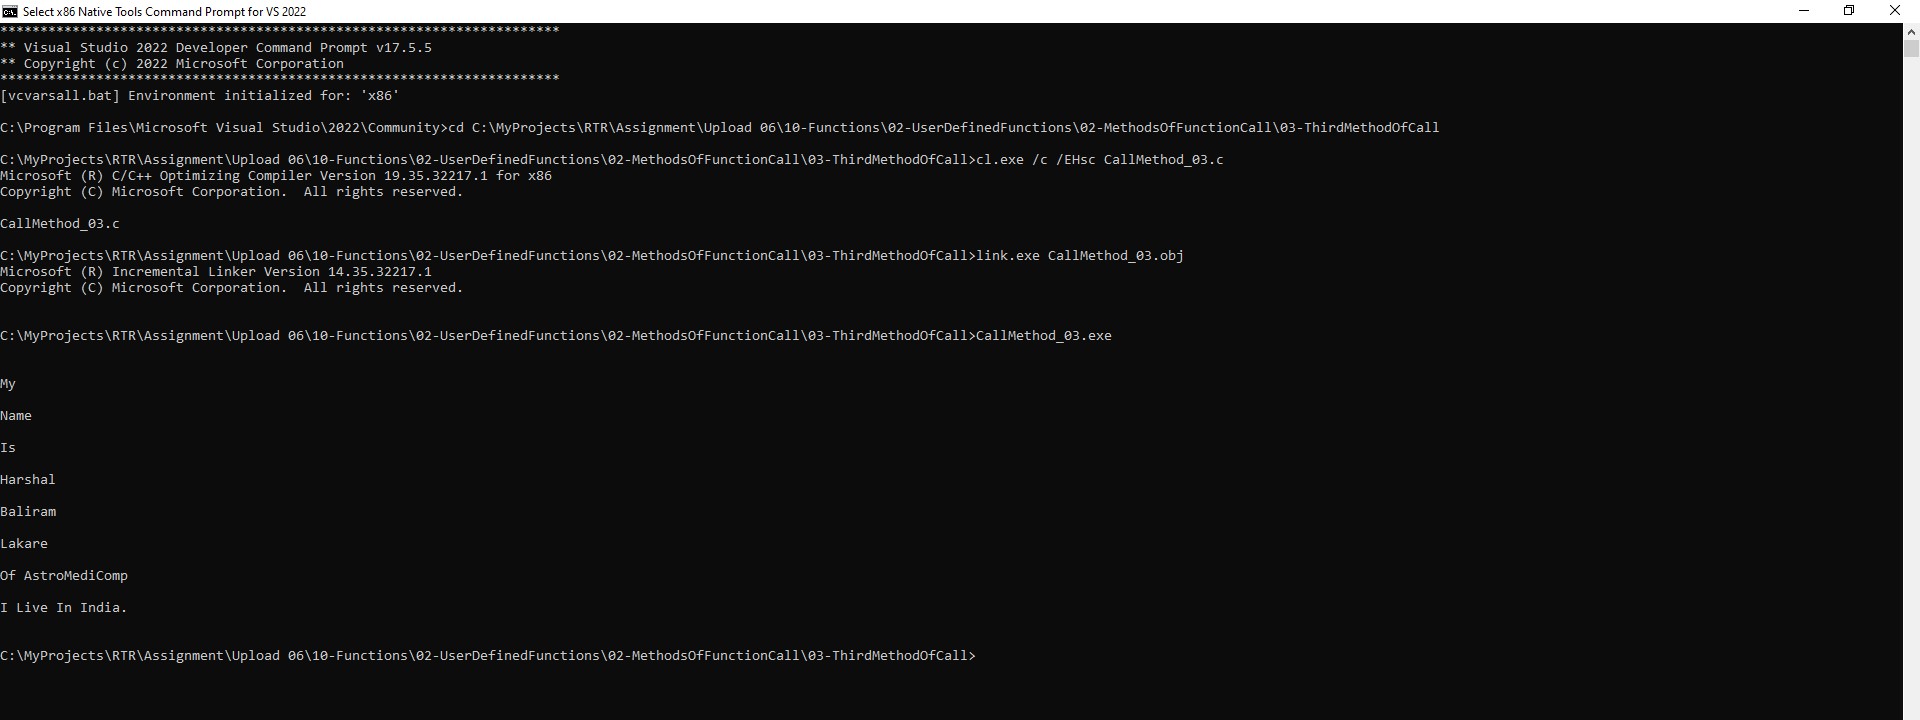 Select x86 Native Tools Command Prompt for VS 2022
**********************************************************************
** Visual Studio 2022 Developer Command Prompt v17.5.5
** Copyright (c) 2022 Microsoft Corporation
**********************************************************************
[vcvarsall.bat] Environment initialized for: 'x86'
C:\Program Files\Microsoft Visual Studio\2022\Community>cd C:\MyProjects\RTR\Assignment\Upload 06\10-Functions\02-UserDefinedFunctions\02-MethodsOfFunctionCall\03-ThirdMethodOfCall
C:\MyProjects\RTR\Assignment\Upload 06\10-Functions\02-UserDefinedFunctions\02-MethodsOfFunctionCall\03-ThirdMethodOfCall>cl.exe /c /EHsc CallMethod_03.c
Microsoft (R) C/C++ Optimizing Compiler Version 19.35.32217.1 for x86
Copyright (C) Microsoft Corporation.  All rights reserved.
CallMethod_03.c
C:\MyProjects\RTR\Assignment\Upload 06\10-Functions\02-UserDefinedFunctions\02-MethodsOfFunctionCall\03-ThirdMethodOfCall>link.exe CallMethod_03.obj
Microsoft (R) Incremental Linker Version 14.35.32217.1
Copyright (C) Microsoft Corporation.  All rights reserved.
C:\MyProjects\RTR\Assignment\Upload 06\10-Functions\02-UserDefinedFunctions\02-MethodsOfFunctionCall\03-ThirdMethodOfCall>CallMethod_03.exe
My
Name
Is
Harshal
Baliram
Lakare
Of AstroMediComp
I Live In India.
C:\MyProjects\RTR\Assignment\Upload 06\10-Functions\02-UserDefinedFunctions\02-MethodsOfFunctionCall\03-ThirdMethodOfCall>